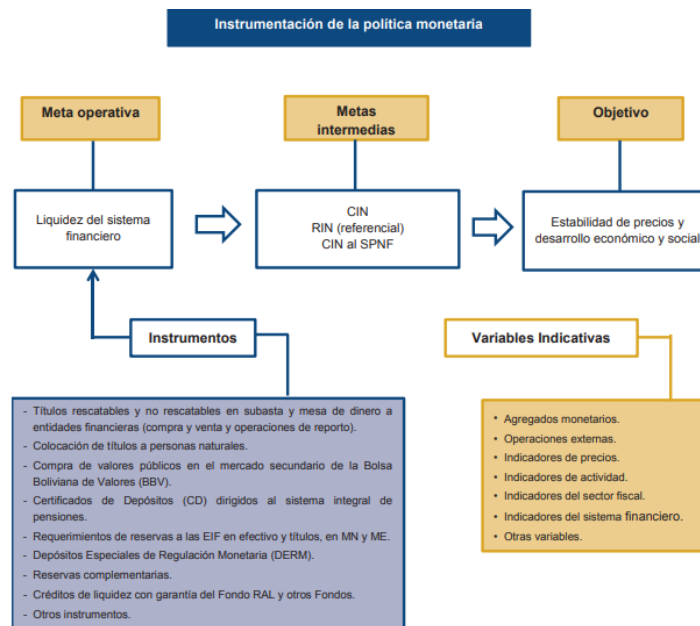 Instrumentación de la política monetaria
Meta operativa
Metas
intermedias
Objetivo
Liquidez del sistema
financiero
CIN
RIN (referencial)
CIN al SPNF
Estabilidad de precios y
desarrollo económico y social
Instrumentos
Variables Indicativas
- Títulos rescatables y no rescatables en subasta y mesa de dinero a
entidades financieras (compra y venta y operaciones de reporto).
- Colocación de títulos a personas naturales.
- Compra de valores públicos en el mercado secundario de la Bolsa
Boliviana de Valores (BBV).
- Certificados de Depósitos (CD) dirigidos al sistema integral de
pensiones.
- Requerimientos de reservas a las EIF en efectivo y títulos, en MN y ME.
- Depósitos Especiales de Regulación Monetaria (DERM).
- Reservas complementarias.
- Créditos de liquidez con garantía del Fondo RAL y otros Fondos.
- Otros instrumentos.
• Agregados monetarios.
• Operaciones externas.
• Indicadores de precios.
• Indicadores de actividad.
• Indicadores del sector fiscal.
• Indicadores del sistema financiero.
• Otras variables.